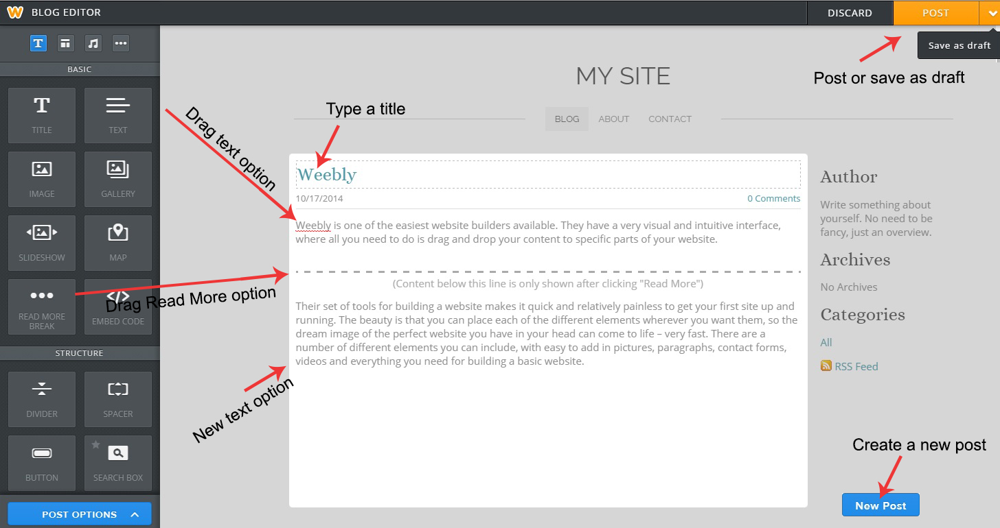 BLOG EDITOR
DISCARD
POST
Save as draft
Post or save as draft
T
BASIC
T
TITLE
TEXT
IMAGE
GALLERY
SLIDESHOW
MAP
READ MORE
BREAK
</>
EMBED CODE
STRUCTURE
DIVIDER
SPACER
BUTTON
SEARCH BOX
POST OPTIONS
Drag text option
Drag Read More option
New text option
MY SITE
Type a title
BLOG
ABOUT
CONTACT
Weebly
10/17/2014
0 Comments
Weebly is one of the easiest website builders available. They have a very visual and intuitive interface,
where all you need to do is drag and drop your content to specific parts of your website.
(Content below this line is only shown after clicking "Read More")
Their set of tools for building a website makes it quick and relatively painless to get your first site up and
running. The beauty is that you can place each of the different elements wherever you want them, so the
dream image of the perfect website you have in your head can come to life – very fast. There are a
number of different elements you can include, with easy to add in pictures, paragraphs, contact forms,
videos and everything you need for building a basic website.
Author
Write something about
yourself. No need to be
fancy, just an overview.
Archives
No Archives
Categories
All
RSS Feed
Create a new post
New Post